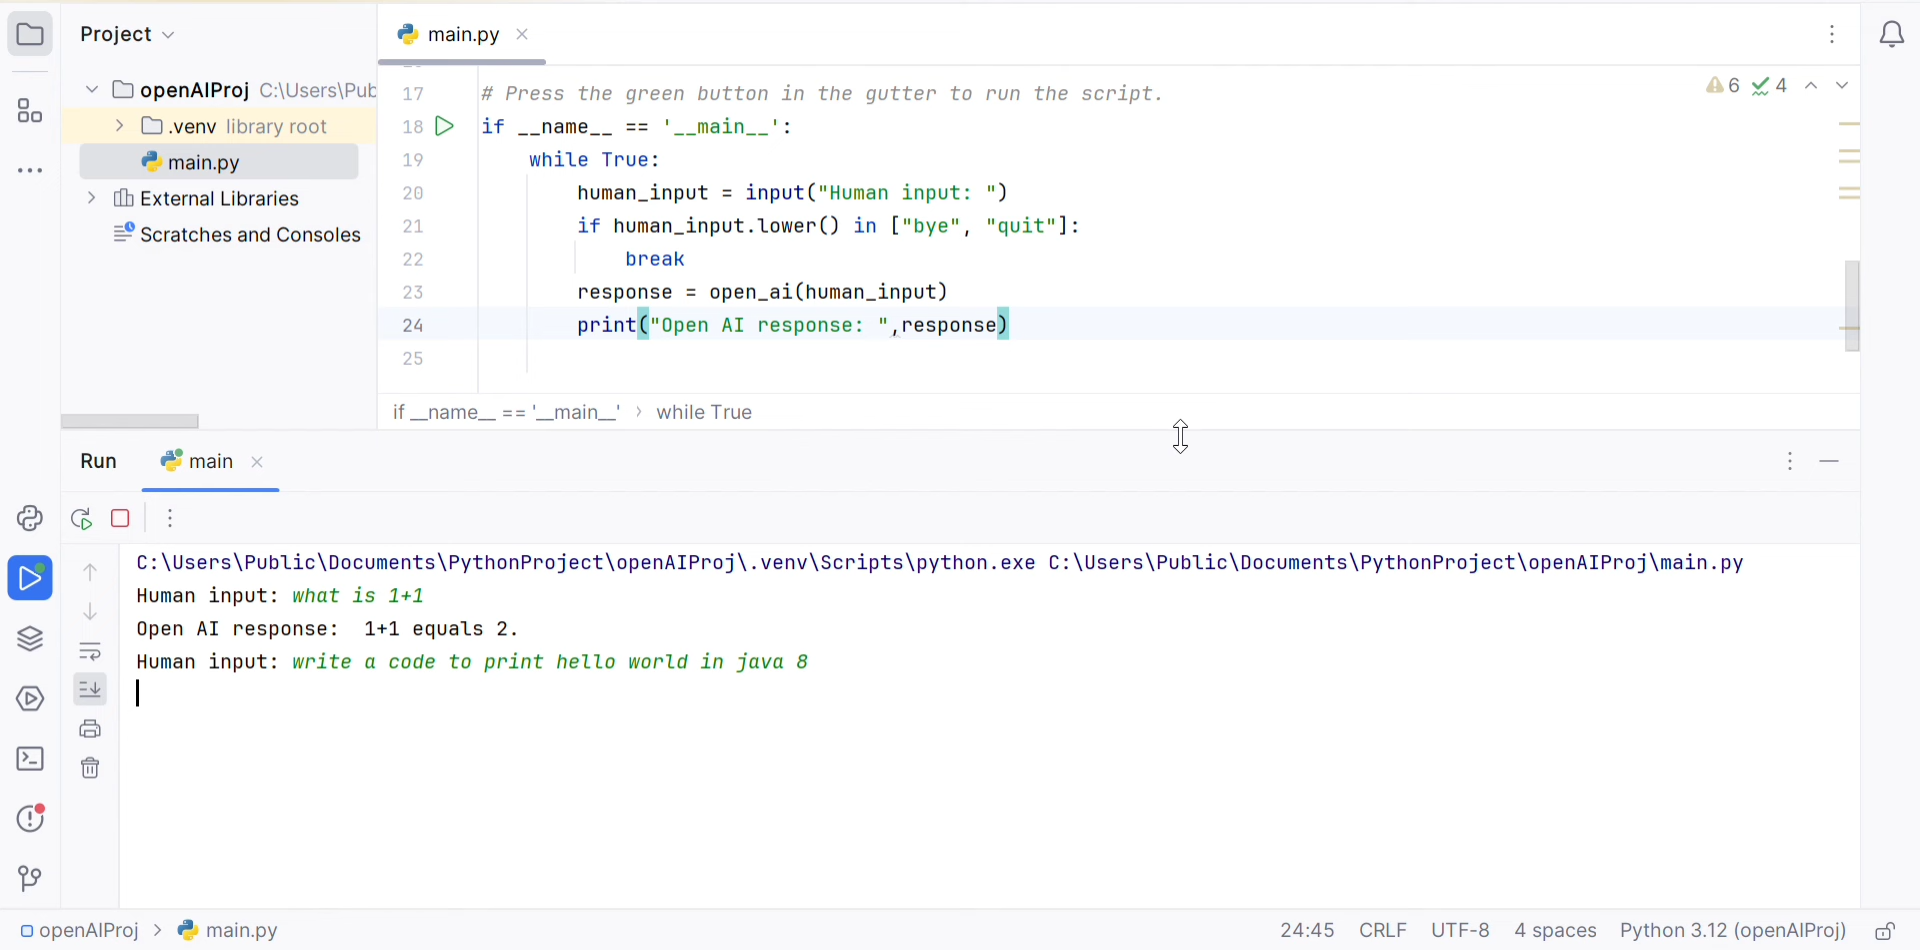 Project
main.py
openAIProj C:\Users\Pub
.venv library root
main.py
External Libraries
Scratches and Consoles
17 # Press the green button in the gutter to run the script.
18 if __name__ == '__main__':
19 while True:
20 human_input = input("Human input: ")
21 if human_input.lower() in ["bye", "quit"]:
22 break
23 response = open_ai(human_input)
24 print("Open AI response: ",response)
25
6 4
if __name__ == '__main__' › while True
Run main
C:\Users\Public\Documents\PythonProject\openAIProj\.venv\Scripts\python.exe C:\Users\Public\Documents\PythonProject\openAIProj\main.py
Human input: what is 1+1
Open AI response:  1+1 equals 2.
Human input: write a code to print hello world in java 8
openAIProj › main.py
24:45 CRLF UTF-8 4 spaces Python 3.12 (openAIProj)